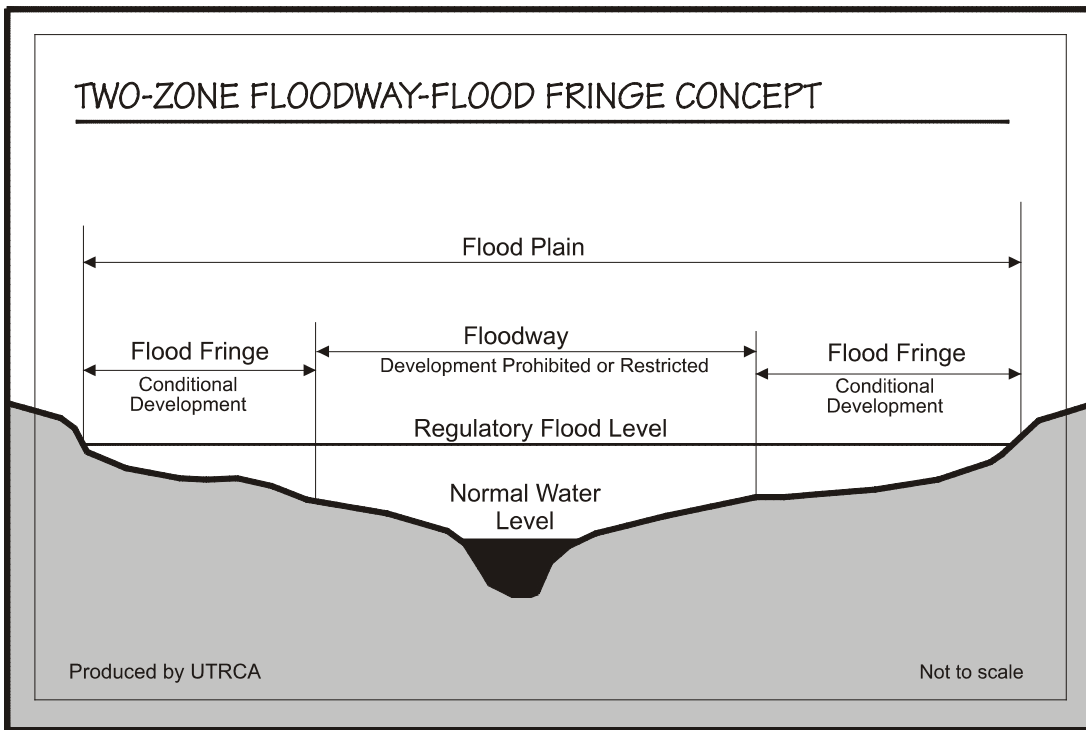 TWO-ZONE FLOODWAY-FLOOD FRINGE CONCEPT
Flood Plain
Flood Fringe
Conditional
Development
Floodway
Development Prohibited or Restricted
Flood Fringe
Conditional
Development
Regulatory Flood Level
Normal Water
Level
Produced by UTRCA
Not to scale